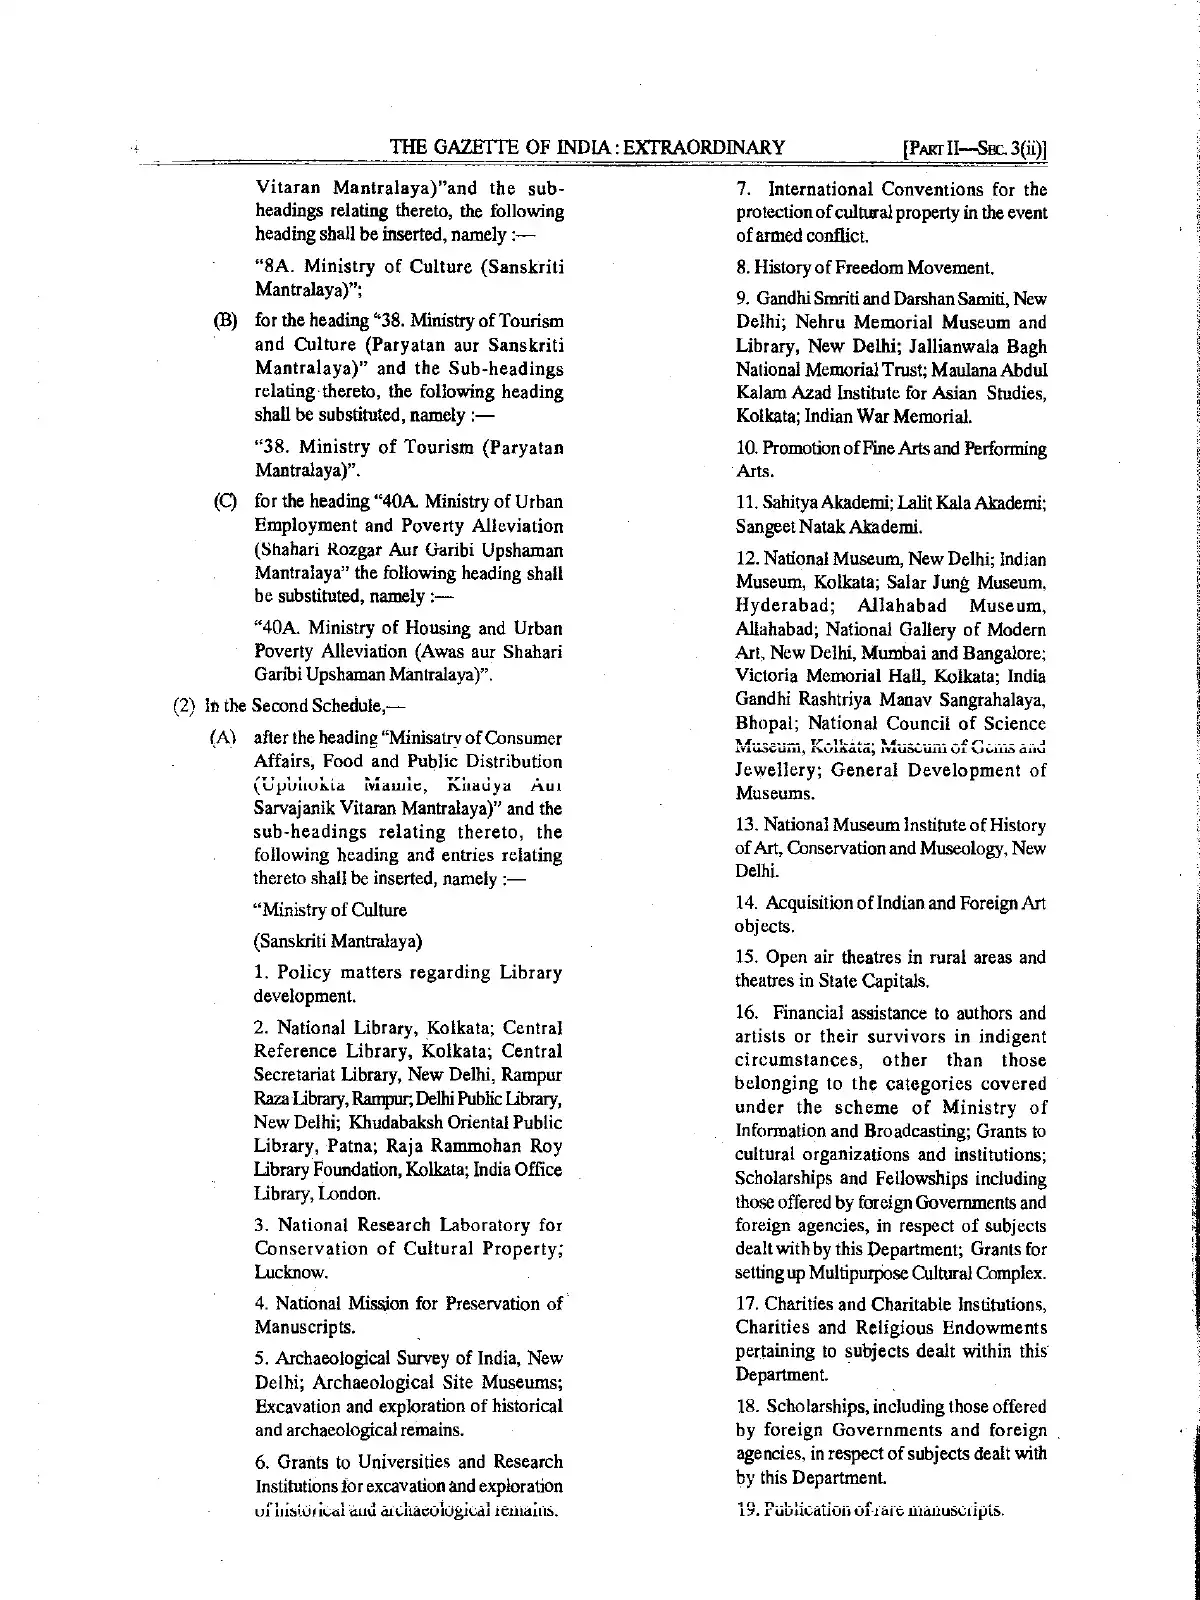 4 THE GAZETTE OF INDIA : EXTRAORDINARY [PART II—SEC. 3(ii)]
Vitaran Mantralaya)”and the sub-
headings relating thereto, the following
heading shall be inserted, namely :—
“8A. Ministry of Culture (Sanskriti
Mantralaya)”;
(B) for the heading “38. Ministry of Tourism
and Culture (Paryatan aur Sanskriti
Mantralaya)” and the Sub-headings
relating thereto, the following heading
shall be substituted, namely :—
“38. Ministry of Tourism (Paryatan
Mantralaya)”.
(C) for the heading “40A. Ministry of Urban
Employment and Poverty Alleviation
(Shahari Rozgar Aur Garibi Upshaman
Mantralaya” the following heading shall
be substituted, namely :—
“40A. Ministry of Housing and Urban
Poverty Alleviation (Awas aur Shahari
Garibi Upshaman Mantralaya)”.
(2) In the Second Schedule,—
(A) after the heading “Minisatry of Consumer
Affairs, Food and Public Distribution
(Upbhokta Mamle, Khadya Aur
Sarvajanik Vitaran Mantralaya)” and the
sub-headings relating thereto, the
following heading and entries relating
thereto shall be inserted, namely :—
“Ministry of Culture
(Sanskriti Mantralaya)
1. Policy matters regarding Library
development.
2. National Library, Kolkata; Central
Reference Library, Kolkata; Central
Secretariat Library, New Delhi, Rampur
Raza Library, Rampur; Delhi Public Library,
New Delhi; Khudabaksh Oriental Public
Library, Patna; Raja Rammohan Roy
Library Foundation, Kolkata; India Office
Library, London.
3. National Research Laboratory for
Conservation of Cultural Property;
Lucknow.
4. National Mission for Preservation of
Manuscripts.
5. Archaeological Survey of India, New
Delhi; Archaeological Site Museums;
Excavation and exploration of historical
and archaeological remains.
6. Grants to Universities and Research
Institutions for excavation and exploration
of historical and archaeological remains.
7. International Conventions for the
protection of cultural property in the event
of armed conflict.
8. History of Freedom Movement.
9. Gandhi Smriti and Darshan Samiti, New
Delhi; Nehru Memorial Museum and
Library, New Delhi; Jallianwala Bagh
National Memorial Trust; Maulana Abdul
Kalam Azad Institute for Asian Studies,
Kolkata; Indian War Memorial.
10. Promotion of Fine Arts and Performing
Arts.
11. Sahitya Akademi; Lalit Kala Akademi;
Sangeet Natak Akademi.
12. National Museum, New Delhi; Indian
Museum, Kolkata; Salar Jung Museum,
Hyderabad; Allahabad Museum,
Allahabad; National Gallery of Modern
Art, New Delhi, Mumbai and Bangalore;
Victoria Memorial Hall, Kolkata; India
Gandhi Rashtriya Manav Sangrahalaya,
Bhopal; National Council of Science
Museum, Kolkata; Museum of Gems and
Jewellery; General Development of
Museums.
13. National Museum Institute of History
of Art, Conservation and Museology, New
Delhi.
14. Acquisition of Indian and Foreign Art
objects.
15. Open air theatres in rural areas and
theatres in State Capitals.
16. Financial assistance to authors and
artists or their survivors in indigent
circumstances, other than those
belonging to the categories covered
under the scheme of Ministry of
Information and Broadcasting; Grants to
cultural organizations and institutions;
Scholarships and Fellowships including
those offered by foreign Governments and
foreign agencies, in respect of subjects
dealt with by this Department; Grants for
setting up Multipurpose Cultural Complex.
17. Charities and Charitable Institutions,
Charities and Religious Endowments
pertaining to subjects dealt within this
Department.
18. Scholarships, including those offered
by foreign Governments and foreign
agencies, in respect of subjects dealt with
by this Department.
19. Publication of rare manuscripts.